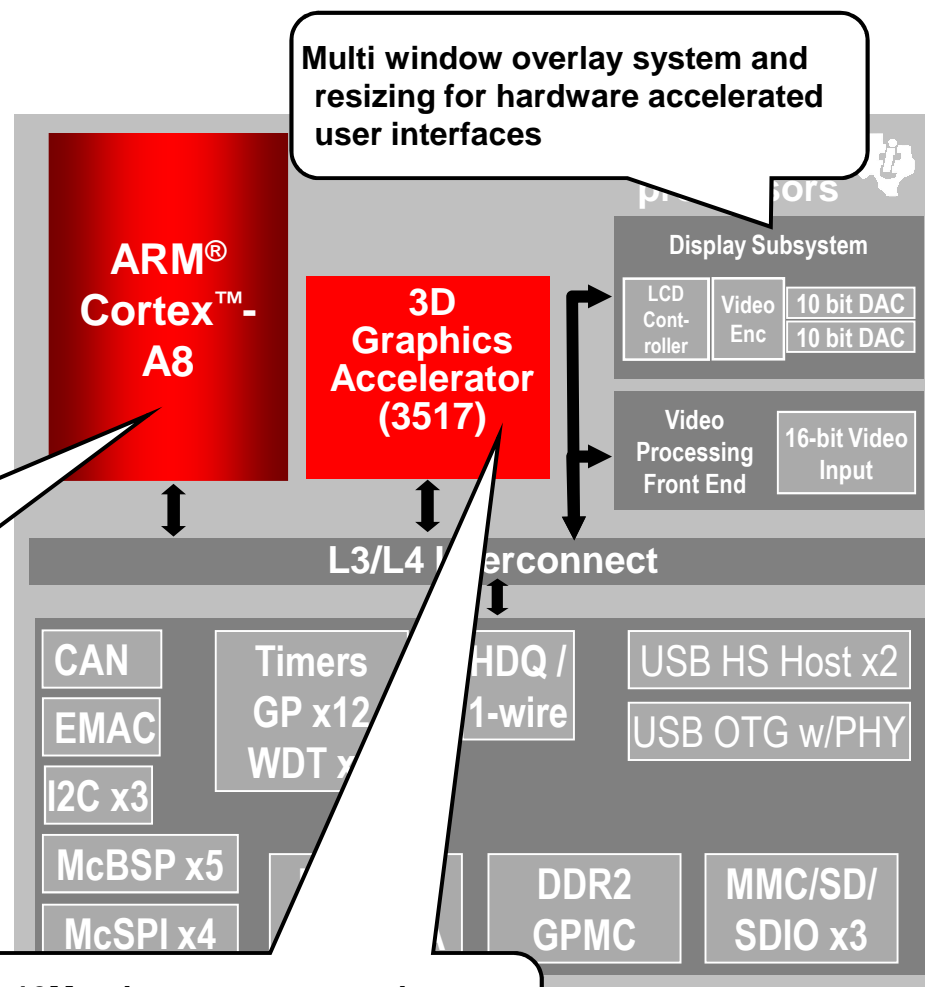 Multi window overlay system and
resizing for hardware accelerated
user interfaces
ARM®
Cortex™-
A8
3D
Graphics
Accelerator
(3517)
Display Subsystem
LCD
Cont-
roller
Video
Enc
10 bit DAC
10 bit DAC
Video
Processing
Front End
16-bit Video
Input
L3/L4
CAN
EMAC
I2C x3
McBSP x5
McSPI x4
Timers
GP x12
WDT
HDQ /
1-wire
USB HS Host x2
USB OTG w/PHY
DDR2
GPMC
MMC/SD/
SDIO x3